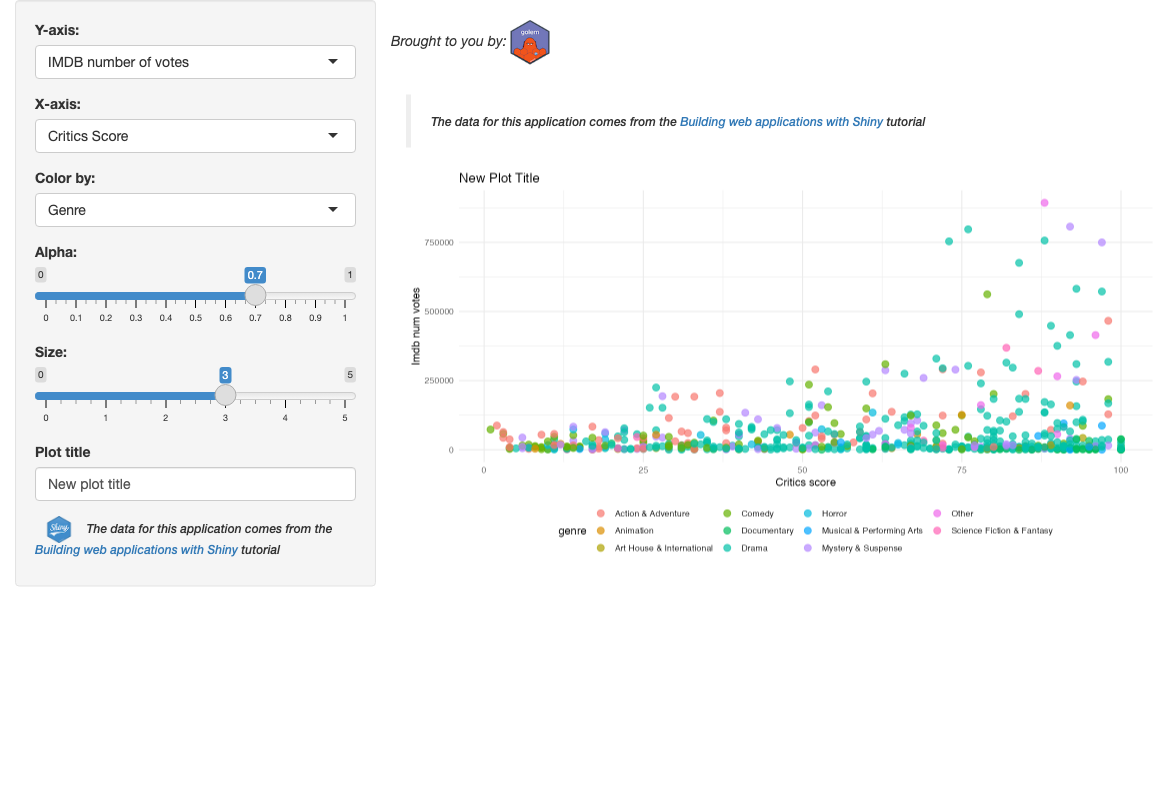 Y-axis:
IMDB number of votes
X-axis:
Critics Score
Color by:
Genre
Alpha:
0 0.7 1
0 0.1 0.2 0.3 0.4 0.5 0.6 0.7 0.8 0.9 1
Size:
0 3 5
0 1 2 3 4 5
Plot title
New plot title
Shiny
The data for this application comes from the
Building web applications with Shiny tutorial
Brought to you by:
golem
The data for this application comes from the Building web applications with Shiny tutorial
New Plot Title
Imdb num votes
750000
500000
250000
0
0 25 50 75 100
Critics score
genre
Action & Adventure Comedy Horror Other
Animation Documentary Musical & Performing Arts Science Fiction & Fantasy
Art House & International Drama Mystery & Suspense